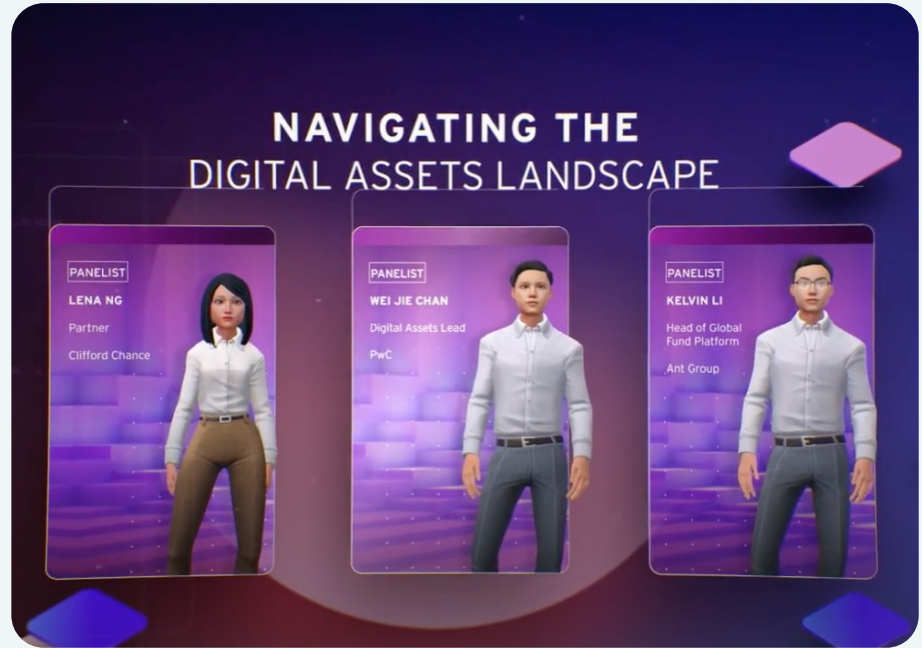 NAVIGATING THE
DIGITAL ASSETS LANDSCAPE
PANELIST
LENA NG
Partner
Clifford Chance
PANELIST
WEI JIE CHAN
Digital Assets Lead
PwC
PANELIST
KELVIN LI
Head of Global
Fund Platform
Ant Group